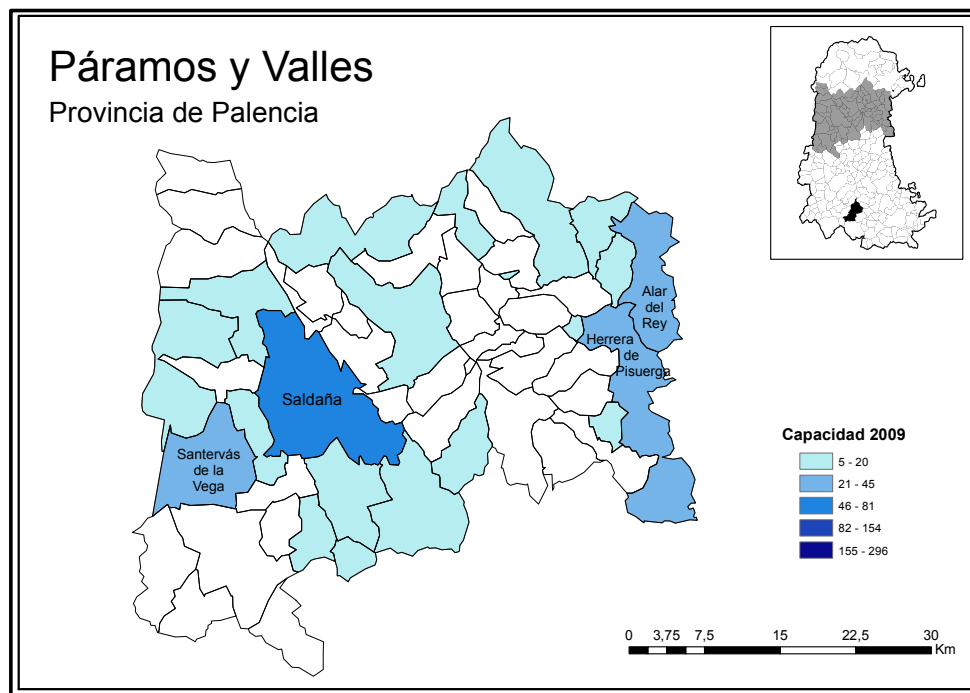 Páramos y Valles
Provincia de Palencia
Alar
del
Rey
Herrera
de
Pisuerga
Saldaña
Santervás
de la
Vega
Capacidad 2009
5 - 20
21 - 45
46 - 81
82 - 154
155 - 296
0 3,75 7,5 15 22,5 30
Km